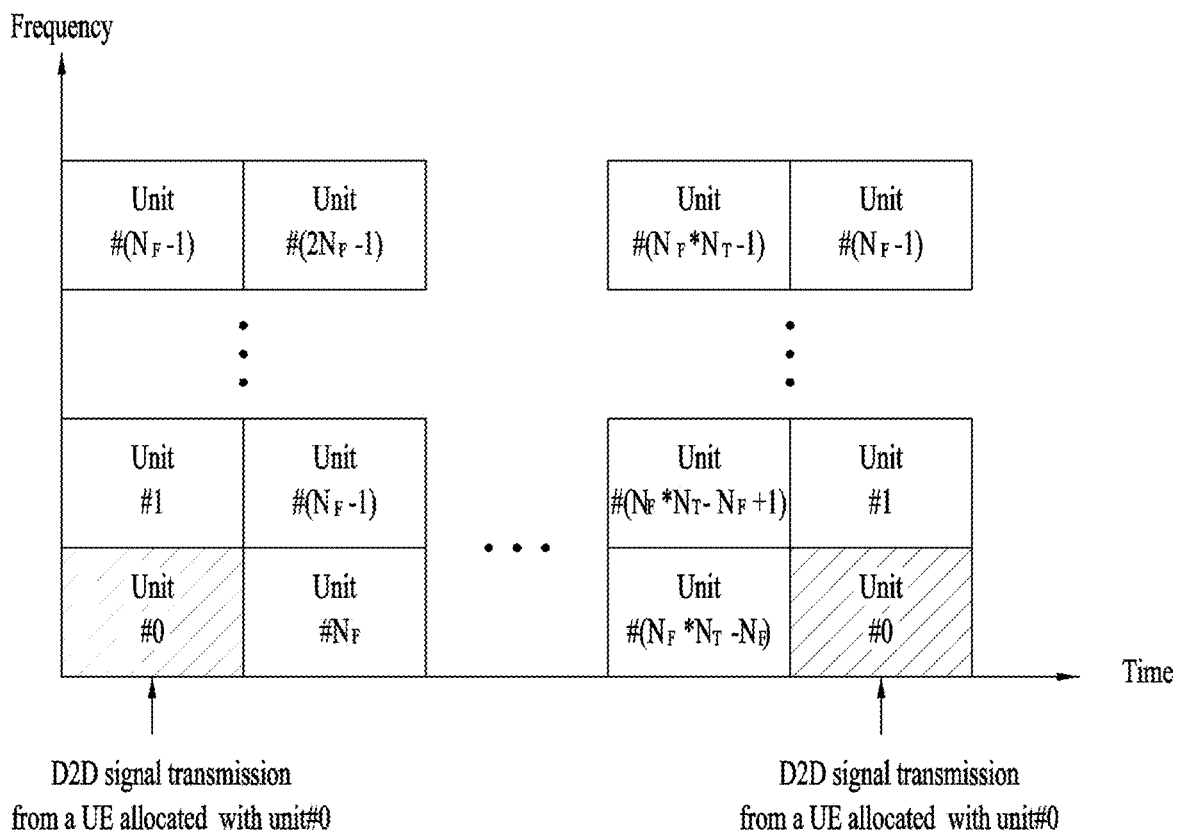 Frequency
Unit
#(N_F -1)
Unit
#(2N_F -1)
Unit
#(N_F *N_T -1)
Unit
#(N_F -1)
Unit
#1
Unit
#(N_F -1)
Unit
#(N_F *N_T - N_F +1)
Unit
#1
Unit
#0
Unit
#N_F
Unit
#(N_F *N_T -N_F)
Unit
#0
Time
D2D signal transmission
from a UE allocated with unit#0
D2D signal transmission
from a UE allocated with unit#0